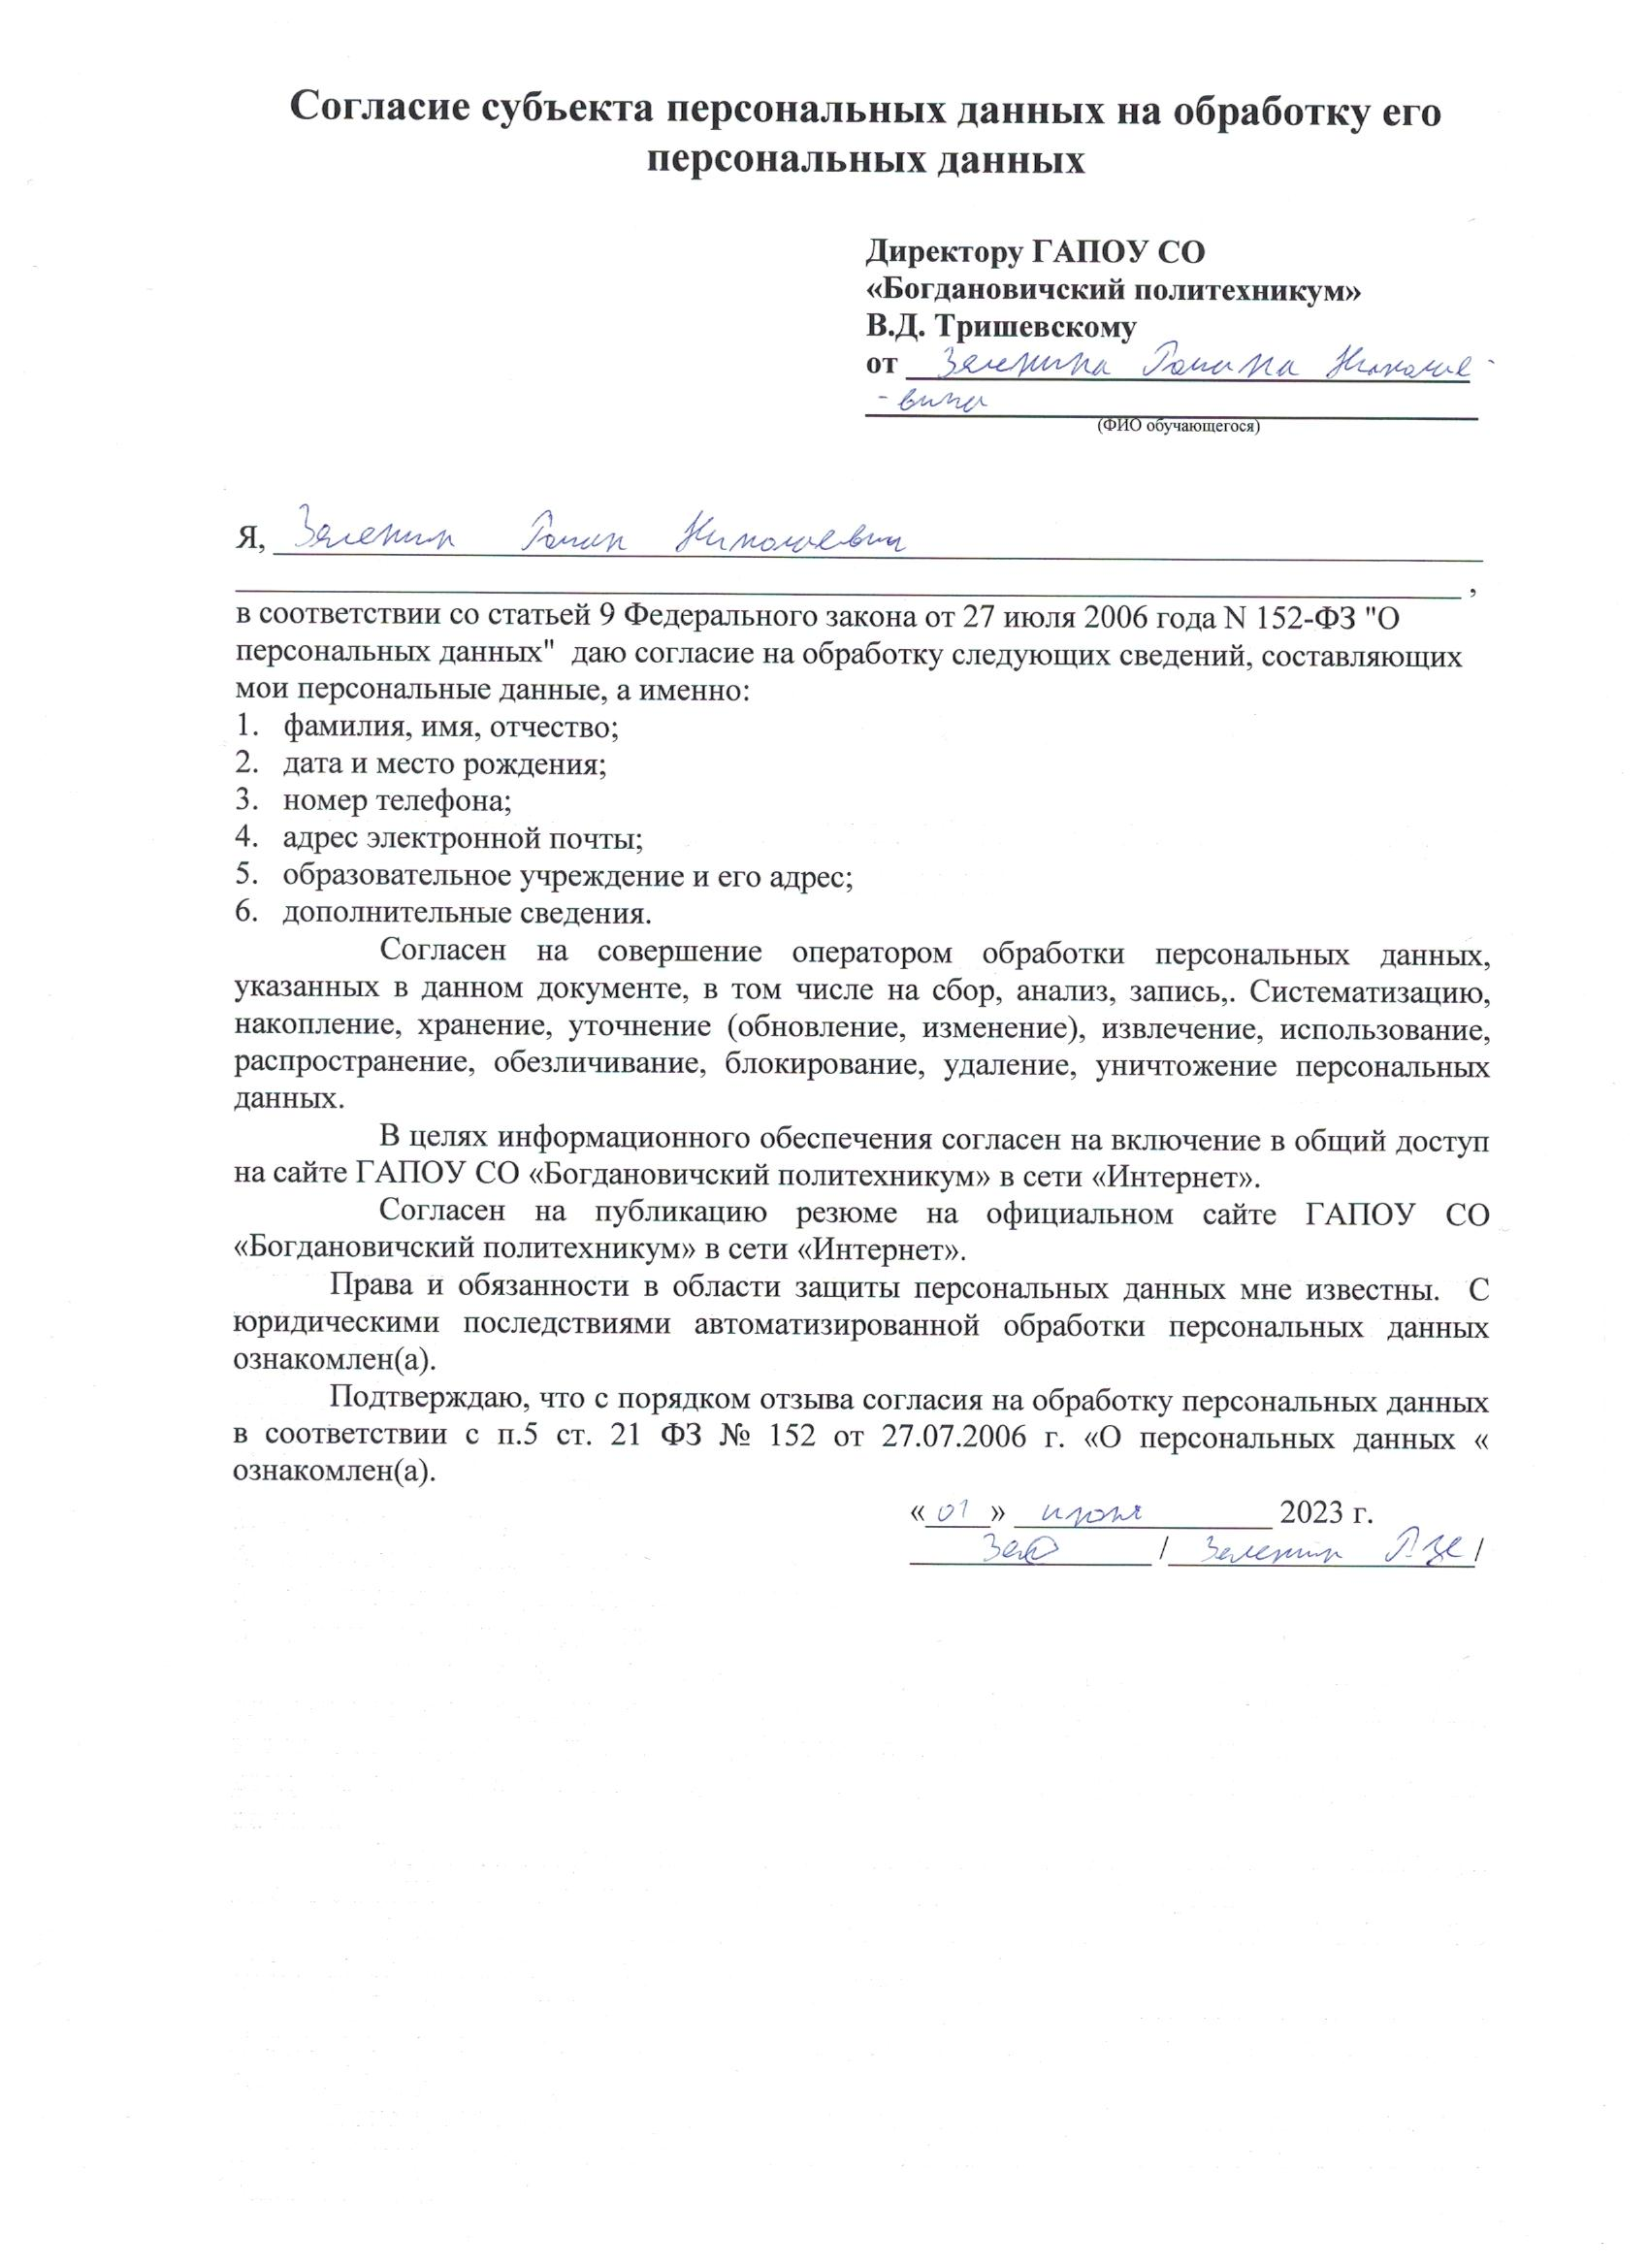 Согласие субъекта персональных данных на обработку его
персональных данных
Директору ГАПОУ СО
«Богдановичский политехникум»
В.Д. Тришевскому
от Зеленина Романа Николае-
-вича
(ФИО обучающегося)
Я, Зеленин Роман Николаевич
,
в соответствии со статьей 9 Федерального закона от 27 июля 2006 года N 152-ФЗ "О
персональных данных" даю согласие на обработку следующих сведений, составляющих
мои персональные данные, а именно:
1. фамилия, имя, отчество;
2. дата и место рождения;
3. номер телефона;
4. адрес электронной почты;
5. образовательное учреждение и его адрес;
6. дополнительные сведения.
Согласен на совершение оператором обработки персональных данных,
указанных в данном документе, в том числе на сбор, анализ, запись,. Систематизацию,
накопление, хранение, уточнение (обновление, изменение), извлечение, использование,
распространение, обезличивание, блокирование, удаление, уничтожение персональных
данных.
В целях информационного обеспечения согласен на включение в общий доступ
на сайте ГАПОУ СО «Богдановичский политехникум» в сети «Интернет».
Согласен на публикацию резюме на официальном сайте ГАПОУ СО
«Богдановичский политехникум» в сети «Интернет».
Права и обязанности в области защиты персональных данных мне известны. С
юридическими последствиями автоматизированной обработки персональных данных
ознакомлен(а).
Подтверждаю, что с порядком отзыва согласия на обработку персональных данных
в соответствии с п.5 ст. 21 ФЗ № 152 от 27.07.2006 г. «О персональных данных «
ознакомлен(а).
«01» июня 2023 г.
/ Зеленин /